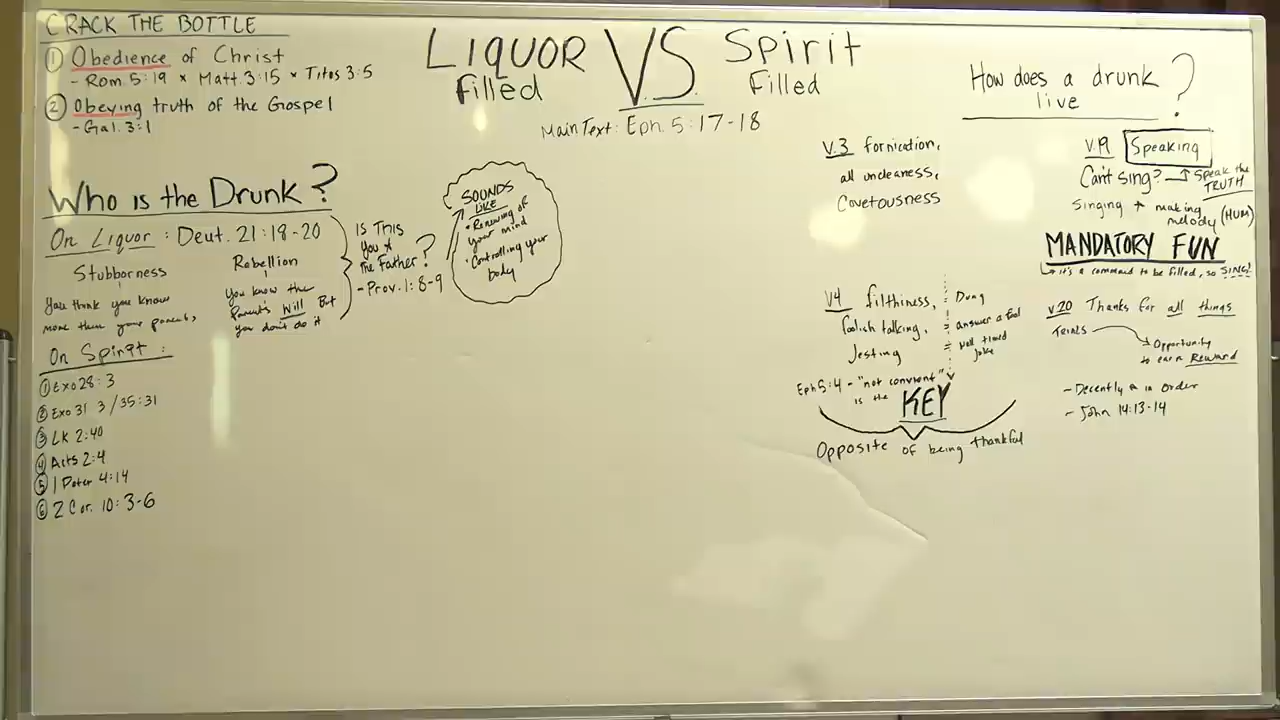 CRACK THE BOTTLE
① Obedience of Christ
- Rom. 5:19 × Matt. 3:15 × Titos 3:5
② Obeying truth of the Gospel
- Gal. 3:1
LIQUOR VS Spirit
Filled V.S. Filled
Main Text: Eph. 5:17-18
Who is the Drunk?
On Liquor: Deut. 21:18-20
Stubborness
You think you know
more then your parents,
Rebellion
You know the
Parent's Will But
you don't do it
IS This
You &
the Father?
- Prov. 1:8-9
SOUNDS
LIKE
• Renewing of
your mind
• Controlling your
body
On Spirit:
① Exo 28:3
② Exo 31 3/35:31
③ LK 2:40
④ Acts 2:4
⑤ 1 Peter 4:14
⑥ 2 Cor. 10:3-6
How does a drunk
live?
V.3 fornication,
all uncleaness,
Covetousness
V4 filthiness, = Dung
foolish talking, = answer a fool
Jesting = well timed
joke
Eph 5:4 - "not convient"
is the KEY
Opposite of being thankful
V.19 Speaking
Can't sing? → Speak the
TRUTH
Singing + making
melody (HUM)
MANDATORY FUN
↳ it's a command to be filled, so SING!
V.20 Thanks for all things
TRIALS → Opportunity
to earn Reward
- Decently & in Order
- John 14:13-14